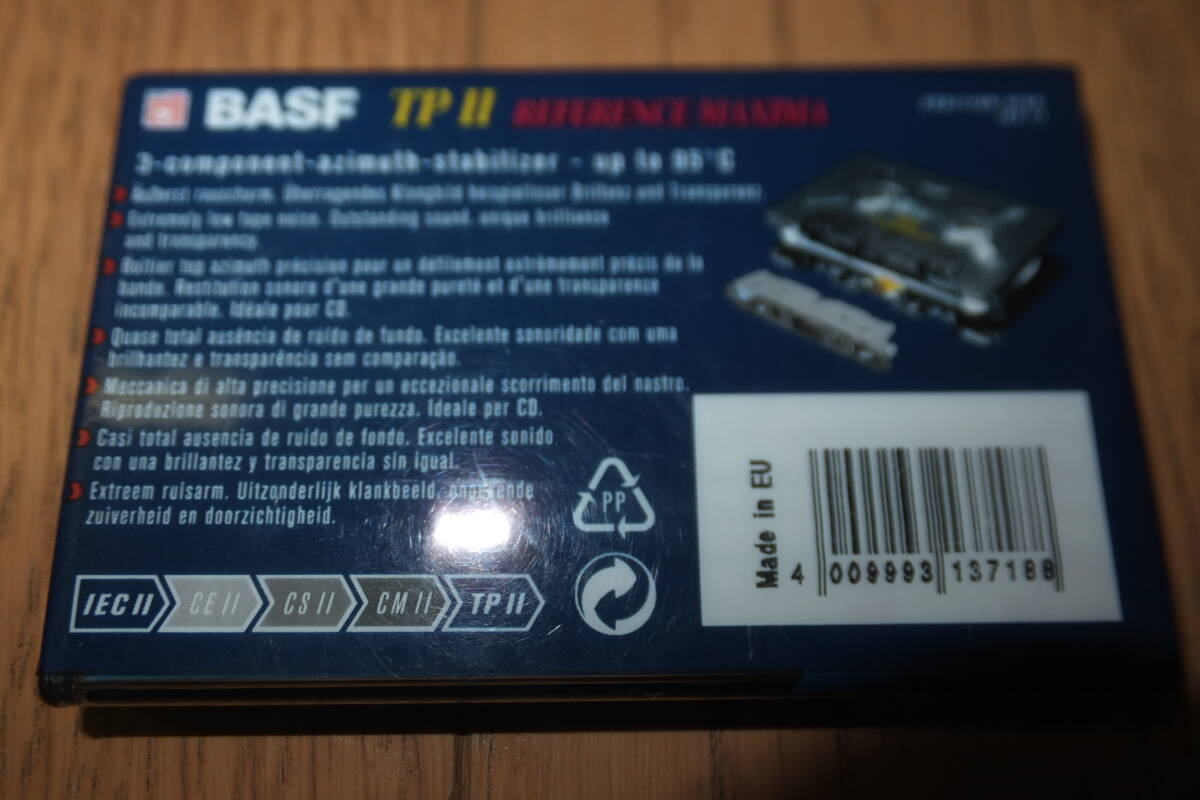 BASF TP II REFERENCE MAXIMA
3-component-azimuth-stabilizer - up to 95°C
Äußerst rauscharm. Überragendes Klangbild beispielloser Brillanz und Transparenz.
Extremely low tape noise. Outstanding sound, unique brilliance
and transparency.
Boîtier top azimuth précision pour un défilement extrêmement précis de la
bande. Restitution sonore d'une grande pureté et d'une transparence
incomparable. Idéale pour CD.
Quase total ausência de ruído de fundo. Excelente sonoridade com uma
brilhantez e transparência sem comparação.
Meccanica di alta precisione per un eccezionale scorrimento del nastro.
Riproduzione sonora di grande purezza. Ideale per CD.
Casi total ausencia de ruido de fondo. Excelente sonido
con una brillantez y transparencia sin igual.
Extreem ruisarm. Uitzonderlijk klankbeeld,
zuiverheid en doorzichtigheid.
PP
IEC II CE II CS II CM II TP II
Made in EU
4 009993 137188